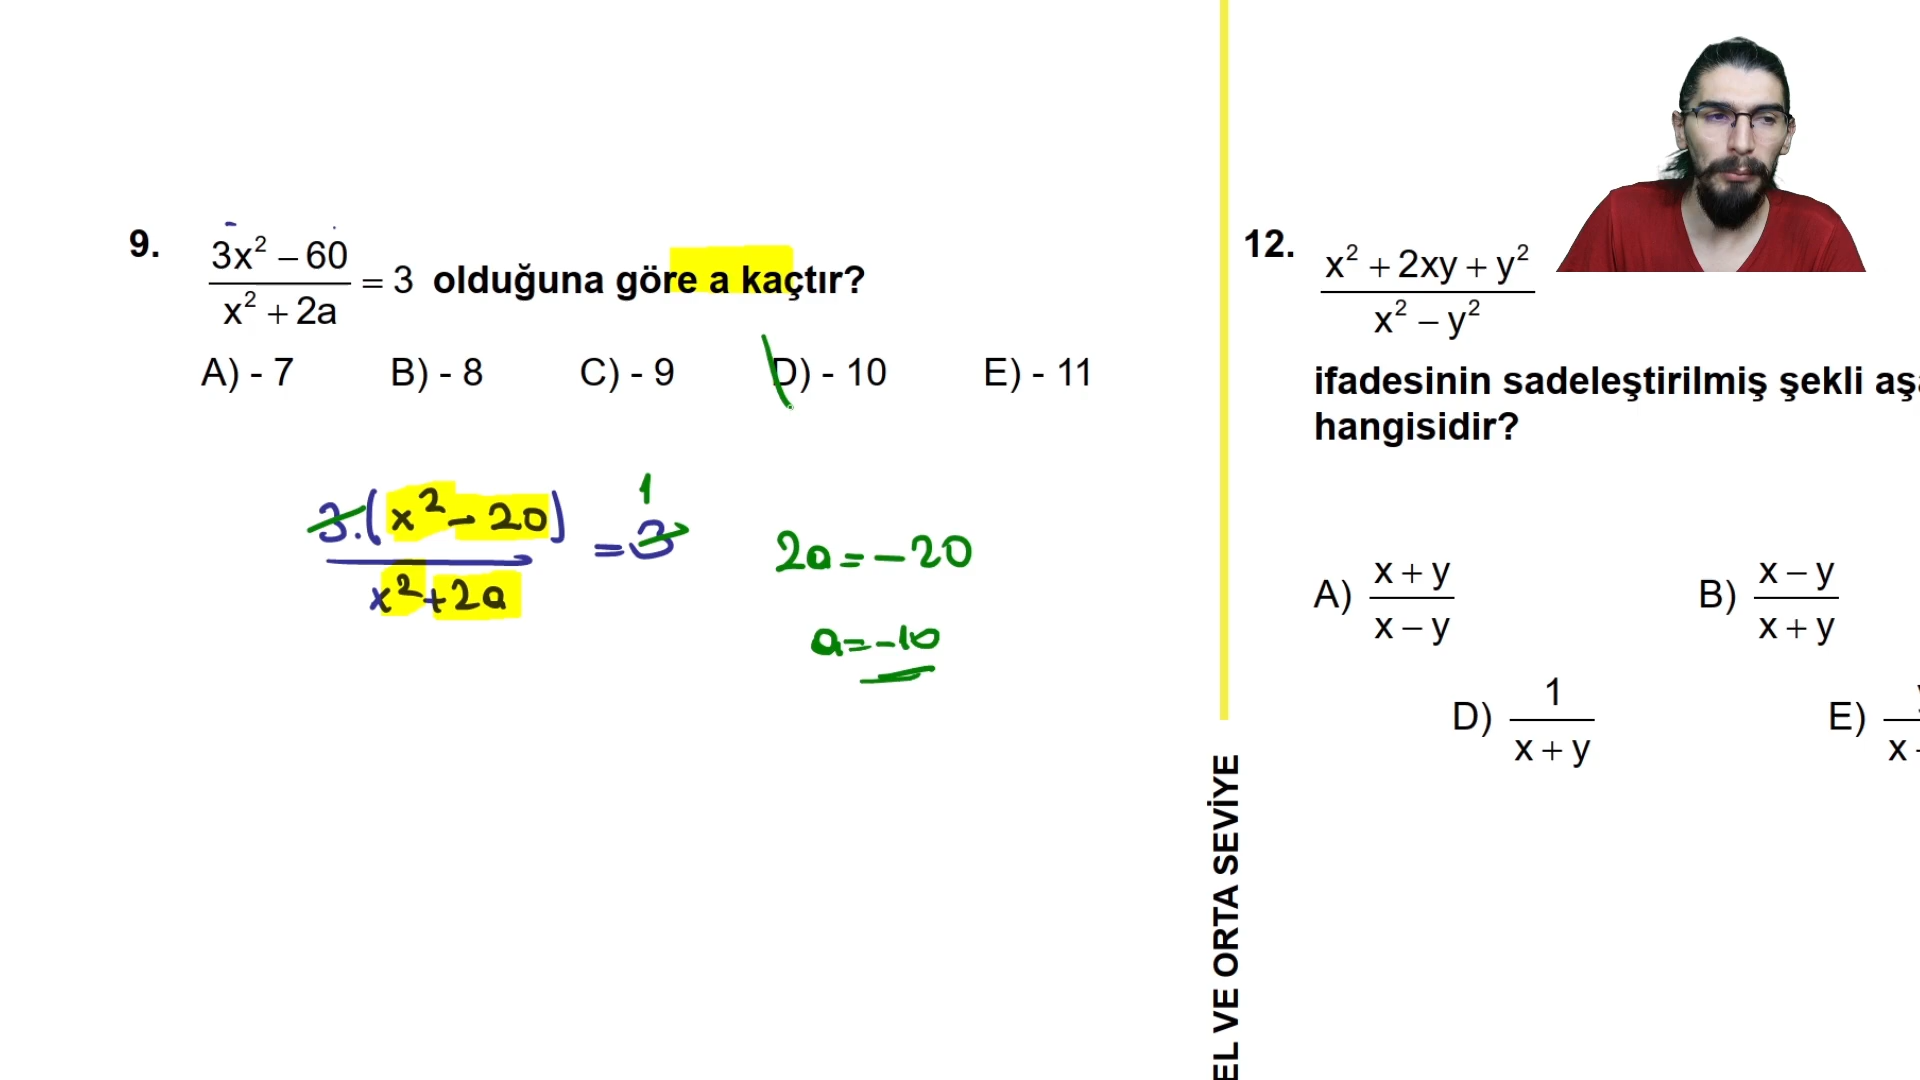 9. (3x² – 60)/(x² + 2a) = 3 olduğuna göre a kaçtır?
A) - 7 B) - 8 C) - 9 D) - 10 E) - 11
3.(x² - 20)/(x² + 2a) = 3 1
2a = -20
a = -10
12. (x² + 2xy + y²)/(x² – y²)
ifadesinin sadeleştirilmiş şekli
hangisidir?
A) (x + y)/(x – y) B) (x – y)/(x + y)
D) 1/(x + y) E)
EL VE ORTA SEVİYE